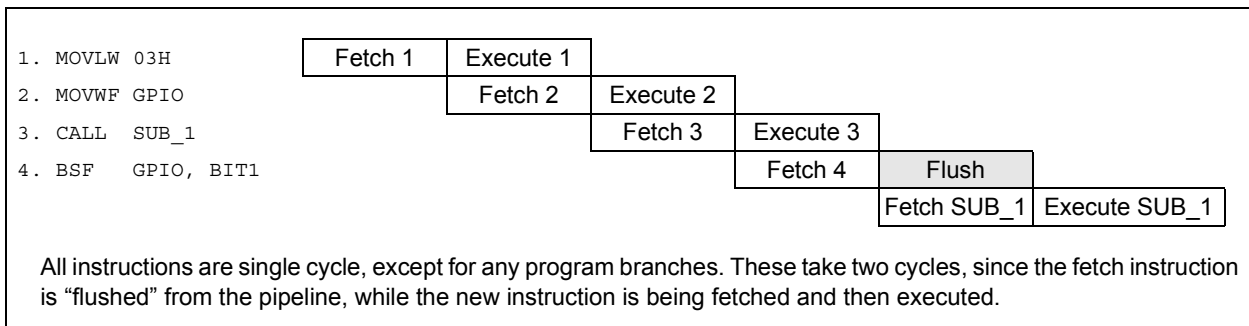 1. MOVLW 03H Fetch 1 Execute 1
2. MOVWF GPIO Fetch 2 Execute 2
3. CALL SUB_1 Fetch 3 Execute 3
4. BSF GPIO, BIT1 Fetch 4 Flush
Fetch SUB_1 Execute SUB_1
All instructions are single cycle, except for any program branches. These take two cycles, since the fetch instruction
is “flushed” from the pipeline, while the new instruction is being fetched and then executed.